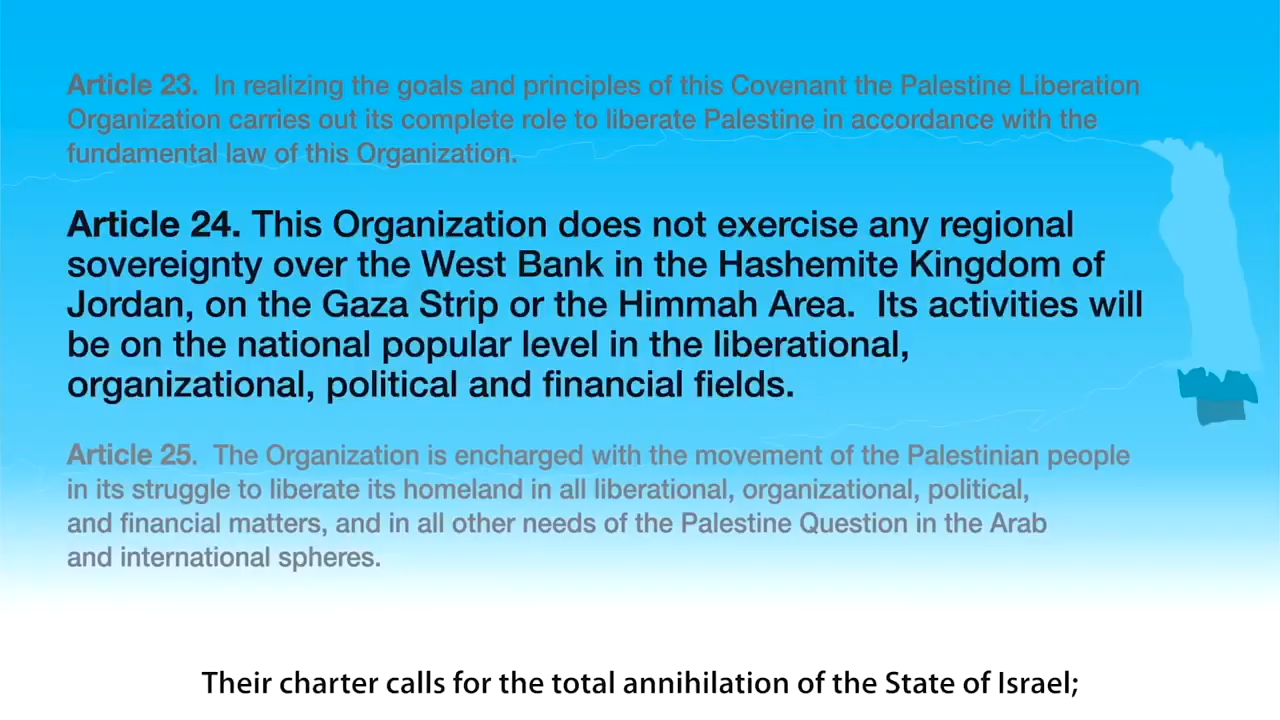 Article 23.  In realizing the goals and principles of this Covenant the Palestine Liberation
Organization carries out its complete role to liberate Palestine in accordance with the
fundamental law of this Organization.
Article 24. This Organization does not exercise any regional
sovereignty over the West Bank in the Hashemite Kingdom of
Jordan, on the Gaza Strip or the Himmah Area.  Its activities will
be on the national popular level in the liberational,
organizational, political and financial fields.
Article 25.  The Organization is encharged with the movement of the Palestinian people
in its struggle to liberate its homeland in all liberational, organizational, political,
and financial matters, and in all other needs of the Palestine Question in the Arab
and international spheres.
Their charter calls for the total annihilation of the State of Israel;